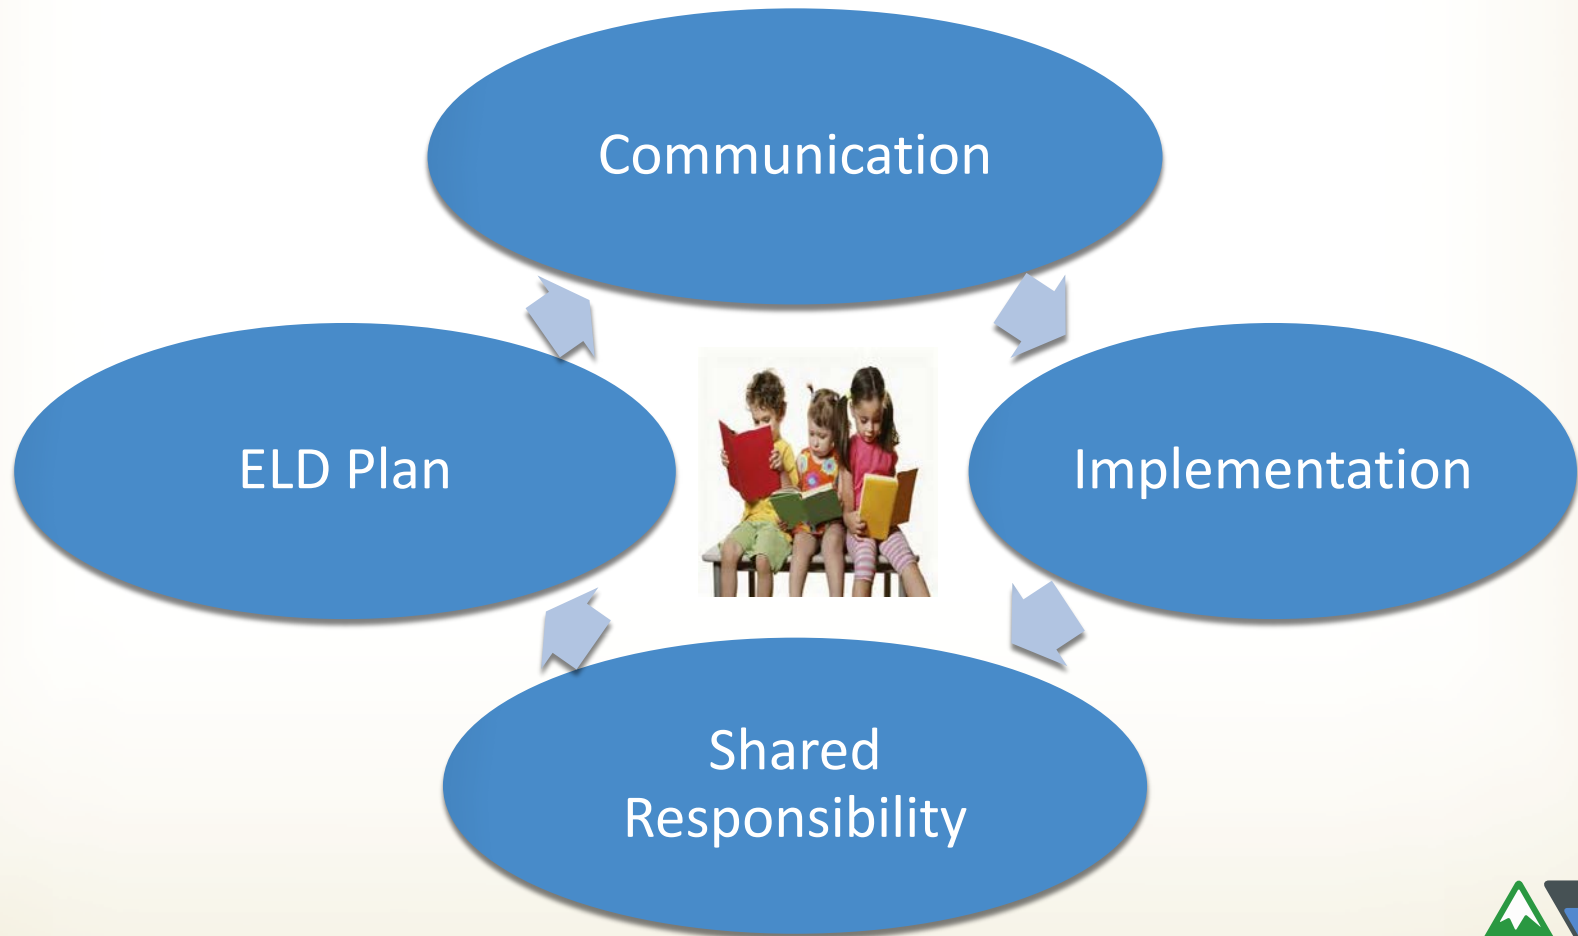 Communication
ELD Plan
Implementation
Shared
Responsibility